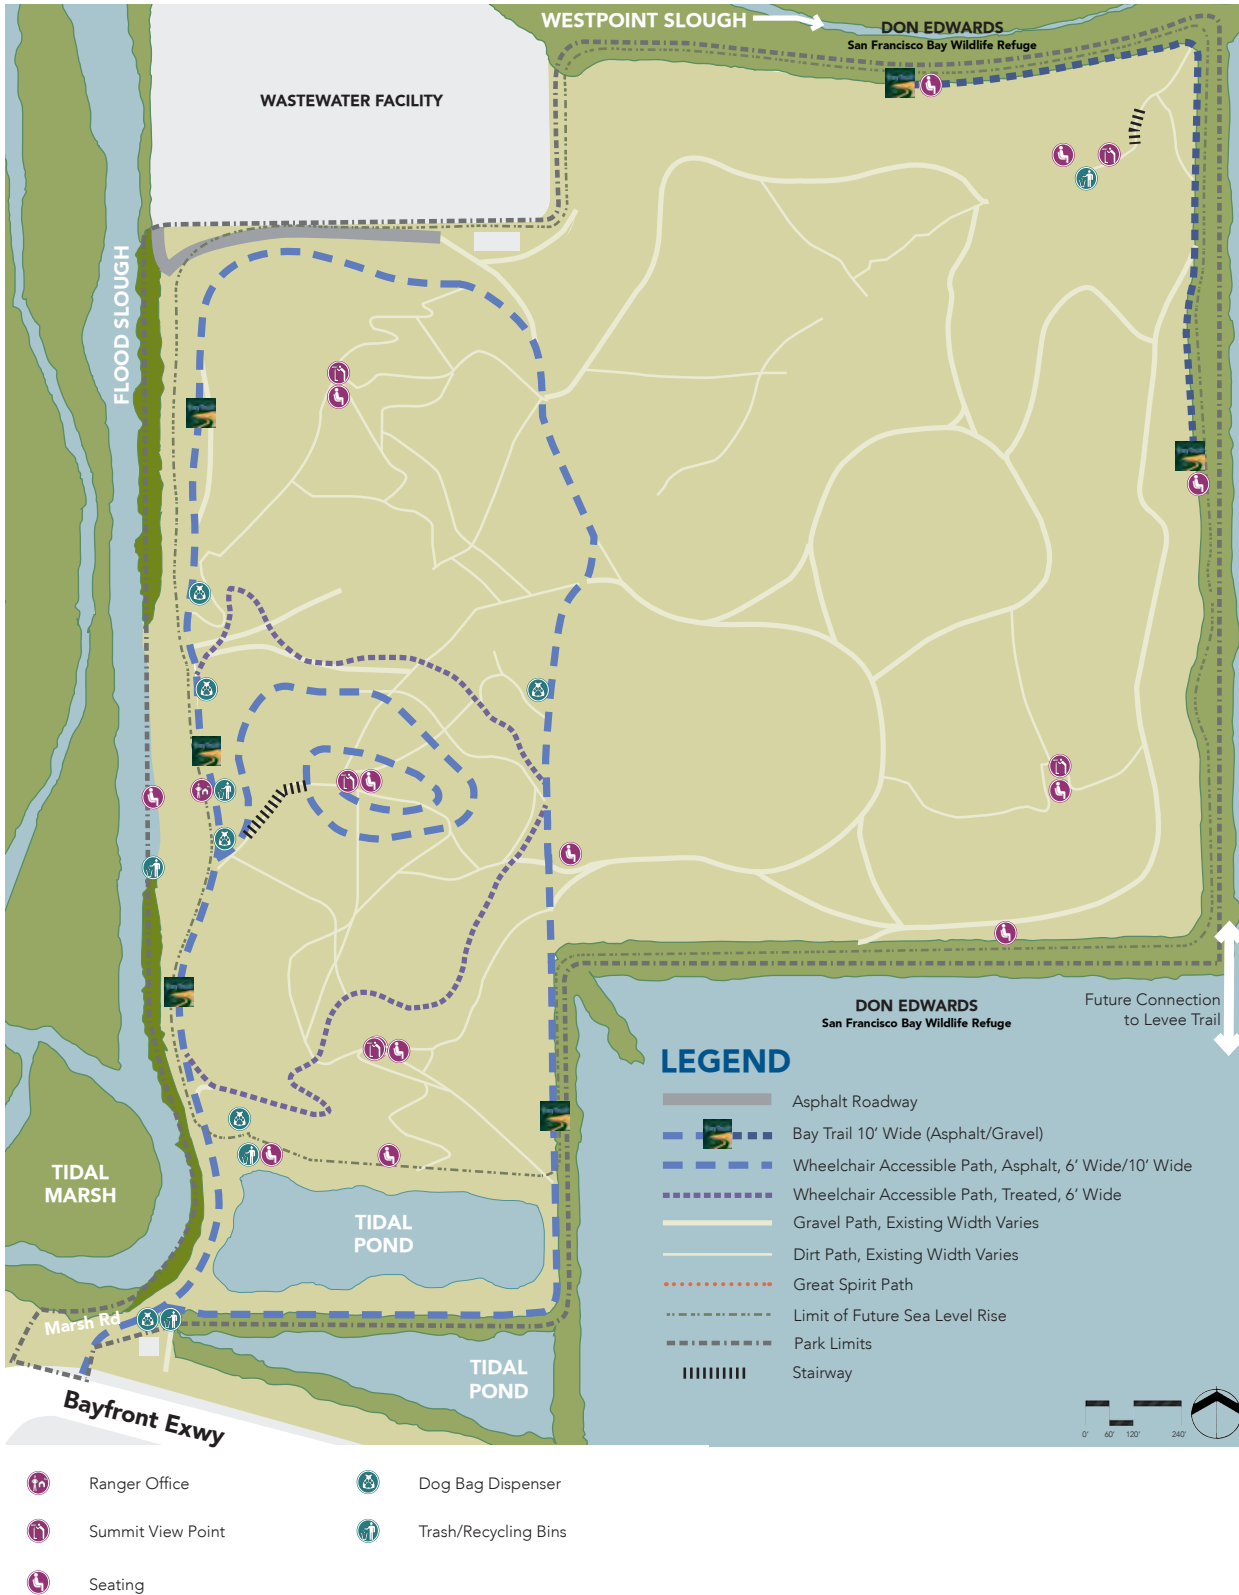 WESTPOINT SLOUGH
DON EDWARDS
San Francisco Bay Wildlife Refuge
WASTEWATER FACILITY
FLOOD SLOUGH
DON EDWARDS
San Francisco Bay Wildlife Refuge
Future Connection
to Levee Trail
LEGEND
Asphalt Roadway
Bay Trail 10’ Wide (Asphalt/Gravel)
Wheelchair Accessible Path, Asphalt, 6’ Wide/10’ Wide
Wheelchair Accessible Path, Treated, 6’ Wide
Gravel Path, Existing Width Varies
Dirt Path, Existing Width Varies
Great Spirit Path
Limit of Future Sea Level Rise
Park Limits
Stairway
0’ 60’ 120’ 240’
TIDAL
MARSH
TIDAL
POND
TIDAL
POND
Marsh Rd
Bayfront Exwy
Ranger Office
Summit View Point
Seating
Dog Bag Dispenser
Trash/Recycling Bins